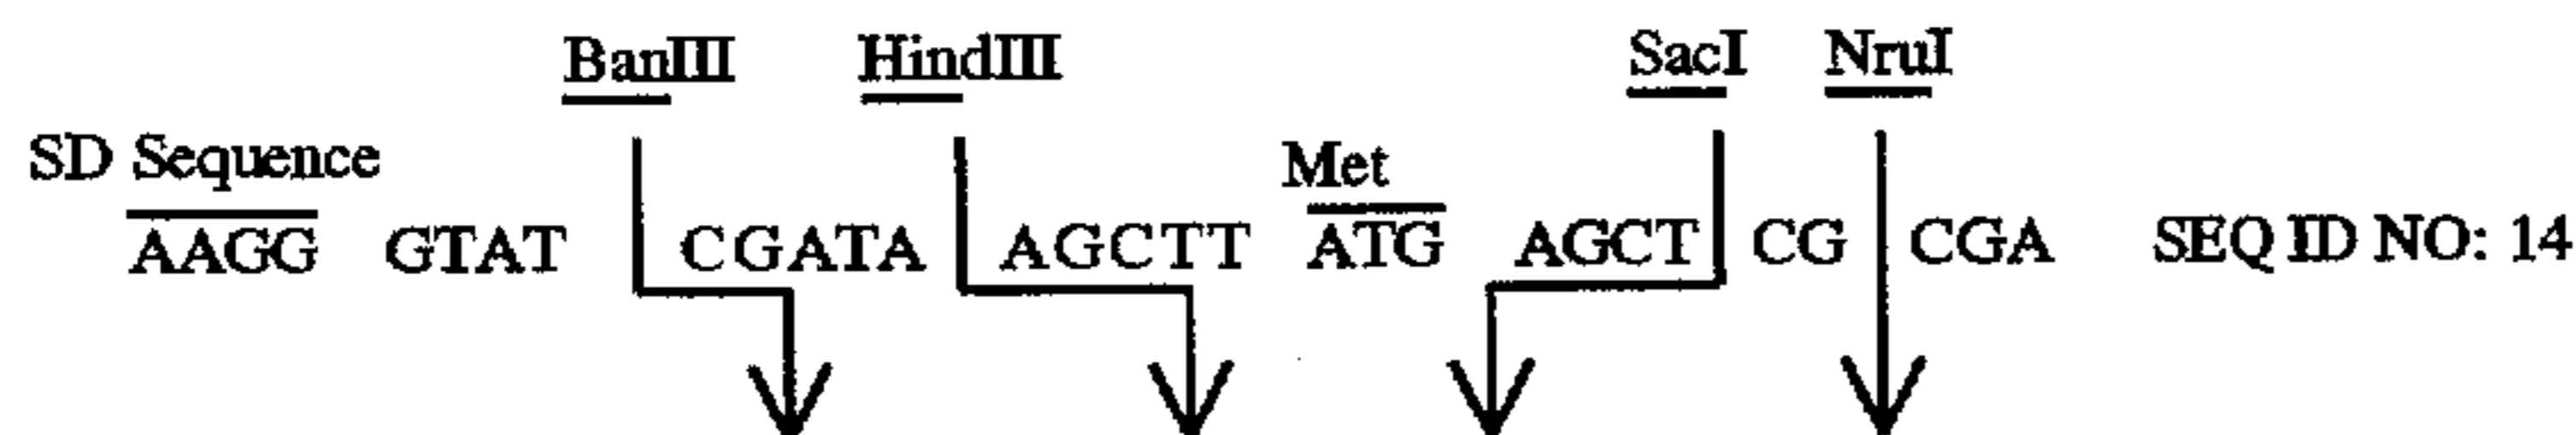 BanIII HindIII SacI NruI
SD Sequence Met
AAGG GTAT CGATA AGCTT ATG AGCT CG CGA SEQ ID NO: 14